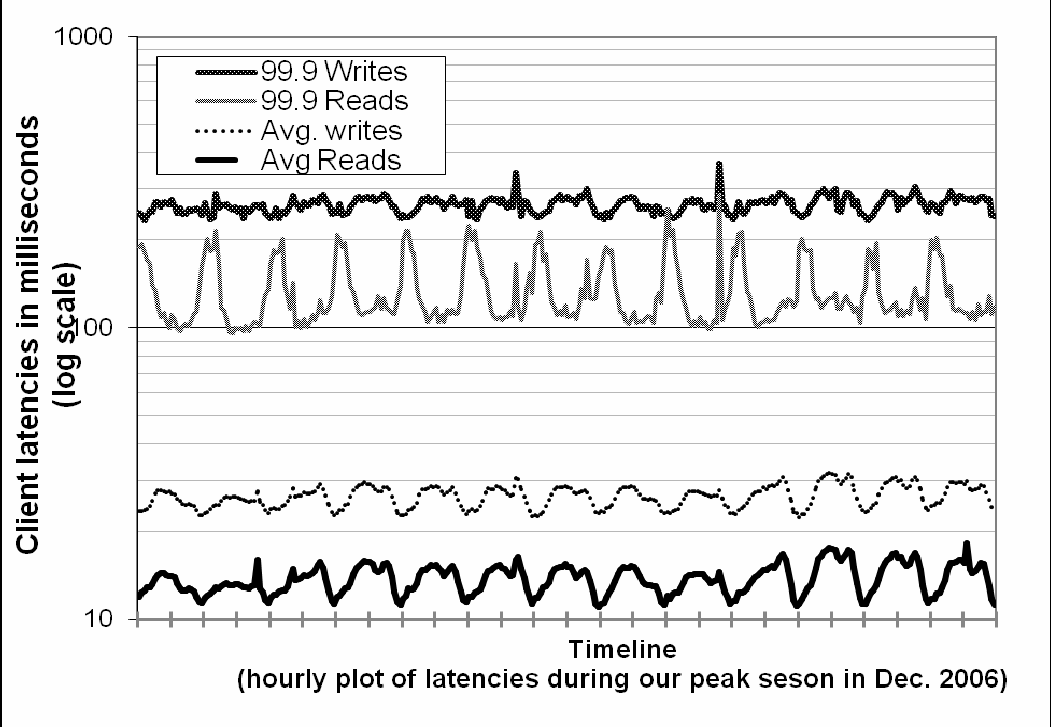 1000
99.9 Writes
99.9 Reads
Avg. writes
Avg Reads
Client latencies in milliseconds
(log scale)
100
10
Timeline
(hourly plot of latencies during our peak seson in Dec. 2006)